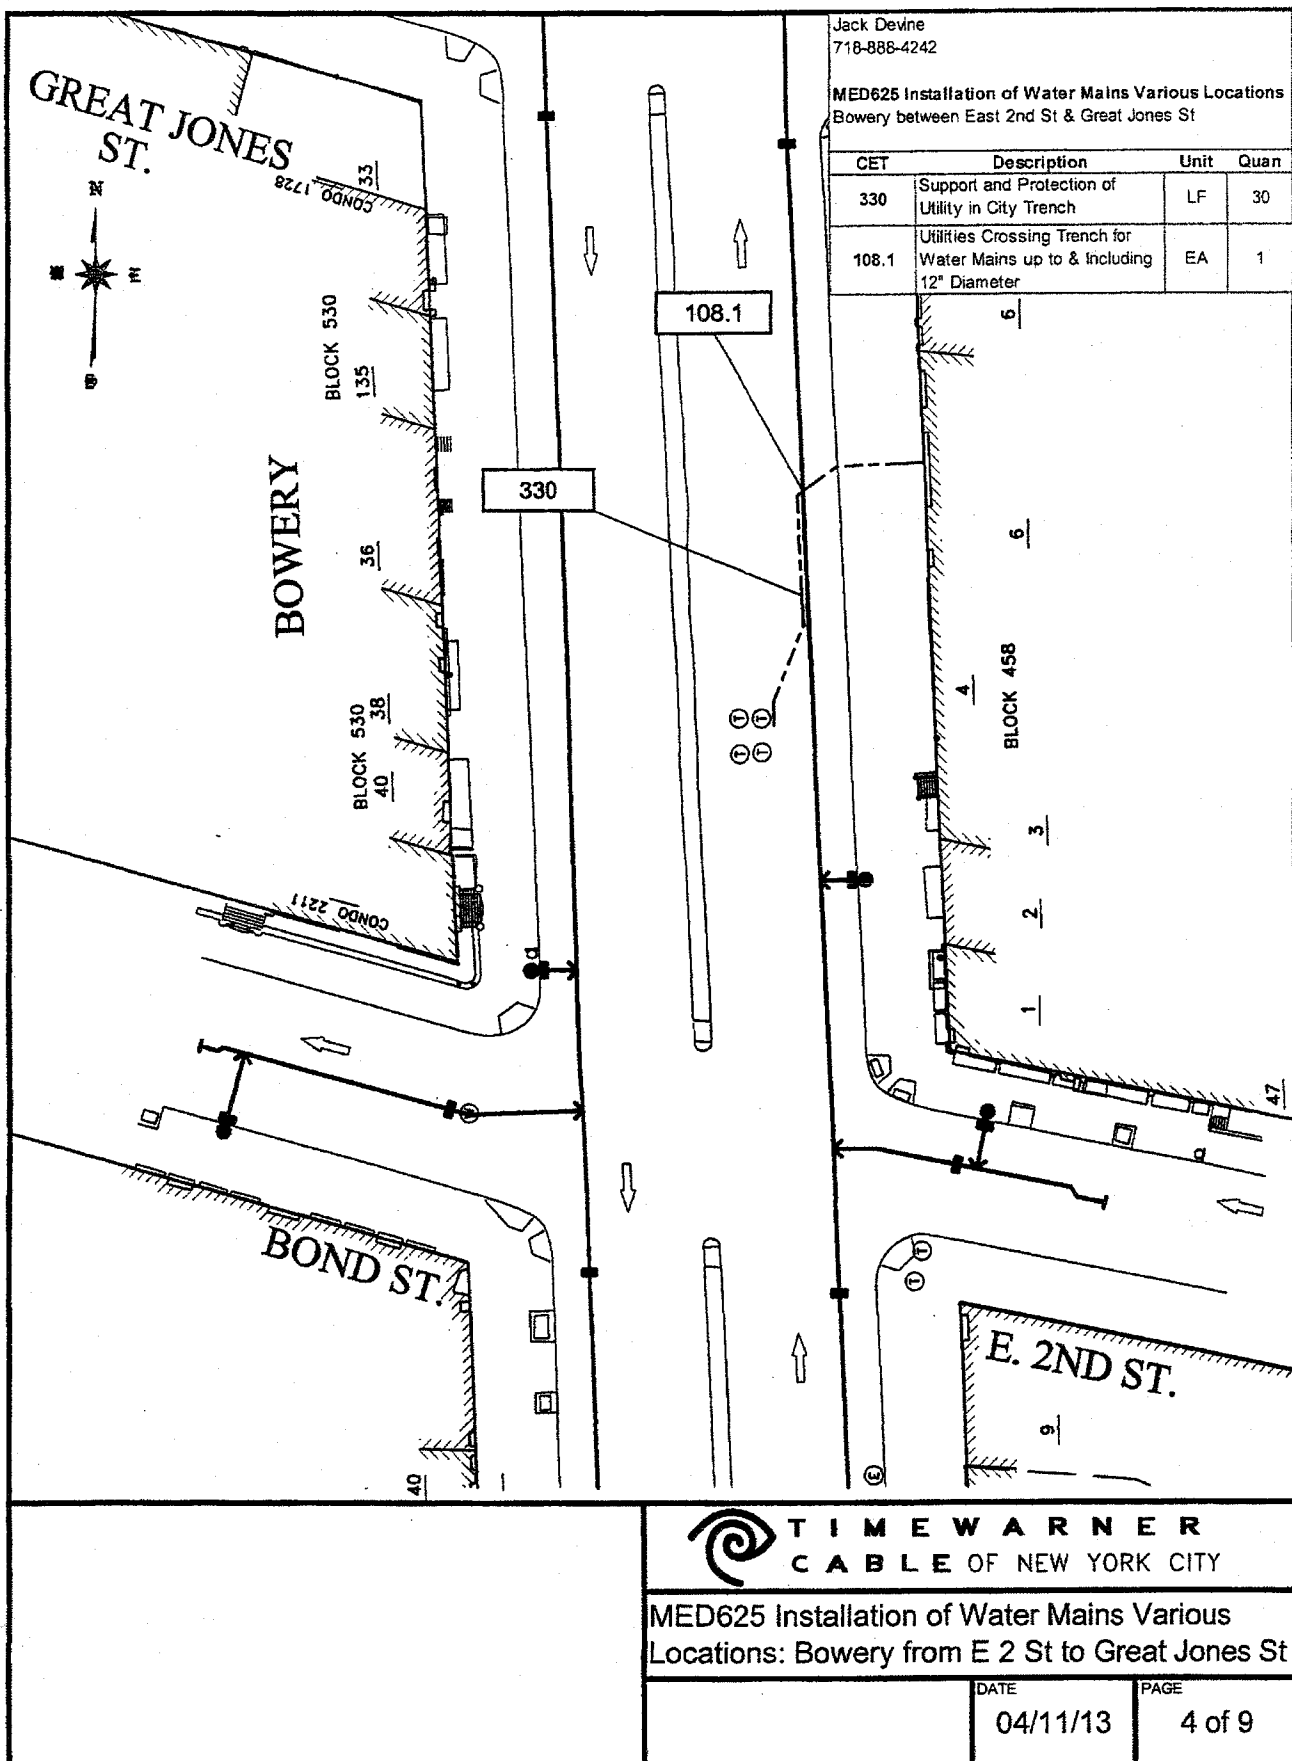 Jack Devine
718-888-4242
MED625 Installation of Water Mains Various Locations
Bowery between East 2nd St & Great Jones St
CET Description Unit Quan
330 Support and Protection of Utility in City Trench LF 30
108.1 Utilities Crossing Trench for Water Mains up to & Including 12" Diameter EA 1
GREAT JONES
ST.
N
E
33
CONDO 1728
BLOCK 530
135
108.1
330
BOWERY
36
BLOCK 530
38
40
CONDO 2211
6
6
4
BLOCK 458
3
2
1
47
T T
T T
d
W
d
BOND ST.
T
T
E. 2ND ST.
9
40
E
TIMEWARNER
CABLE OF NEW YORK CITY
MED625 Installation of Water Mains Various
Locations: Bowery from E 2 St to Great Jones St
DATE
04/11/13
PAGE
4 of 9